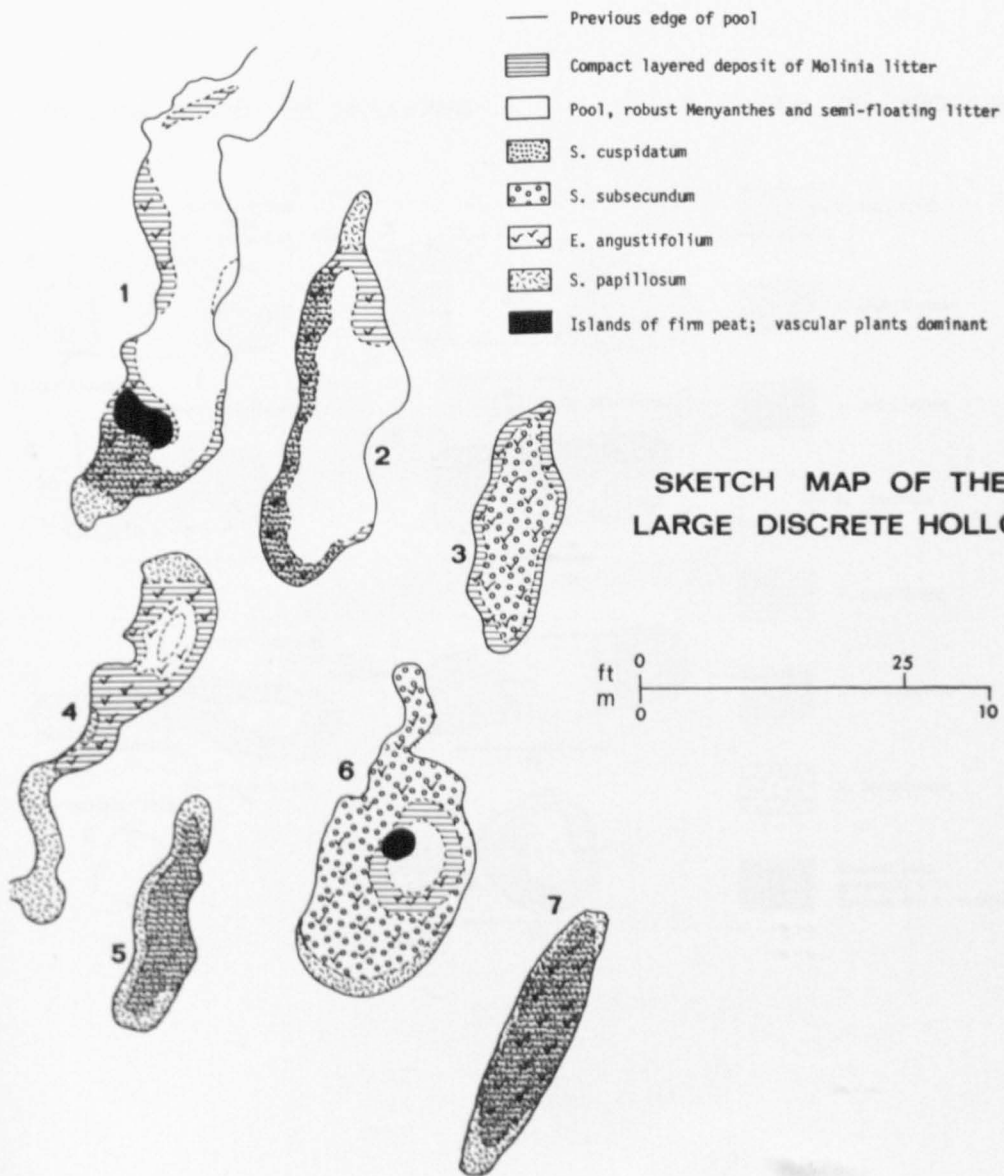 Previous edge of pool
Compact layered deposit of Molinia litter
Pool, robust Menyanthes and semi-floating litter
S. cuspidatum
S. subsecundum
E. angustifolium
S. papillosum
Islands of firm peat; vascular plants dominant
1
2
3
SKETCH MAP OF THE
LARGE DISCRETE HOLLO
0 25
ft
m
0 10
4
6
5
7